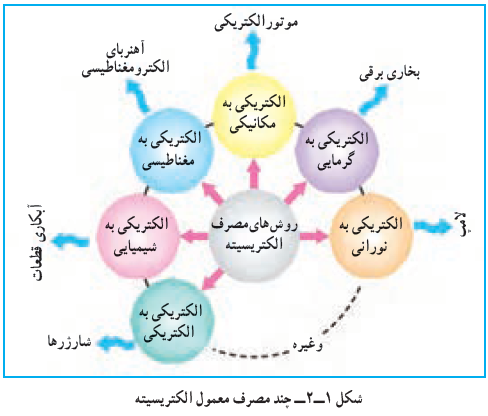 موتور الکتریکی
آهنربای
الکترومغناطیسی
بخاری برقی
الکتریکی به
مکانیکی
الکتریکی به
مغناطیسی
الکتریکی به
گرمایی
روش‌های مصرف
الکتریسیته
الکتریکی به
شیمیایی
الکتریکی به
نورانی
لامپ
آبکاری قطعات
الکتریکی به
الکتریکی
شارژرها
وغیره
شکل ۱ــ۲ــ چند مصرف معمول الکتریسیته